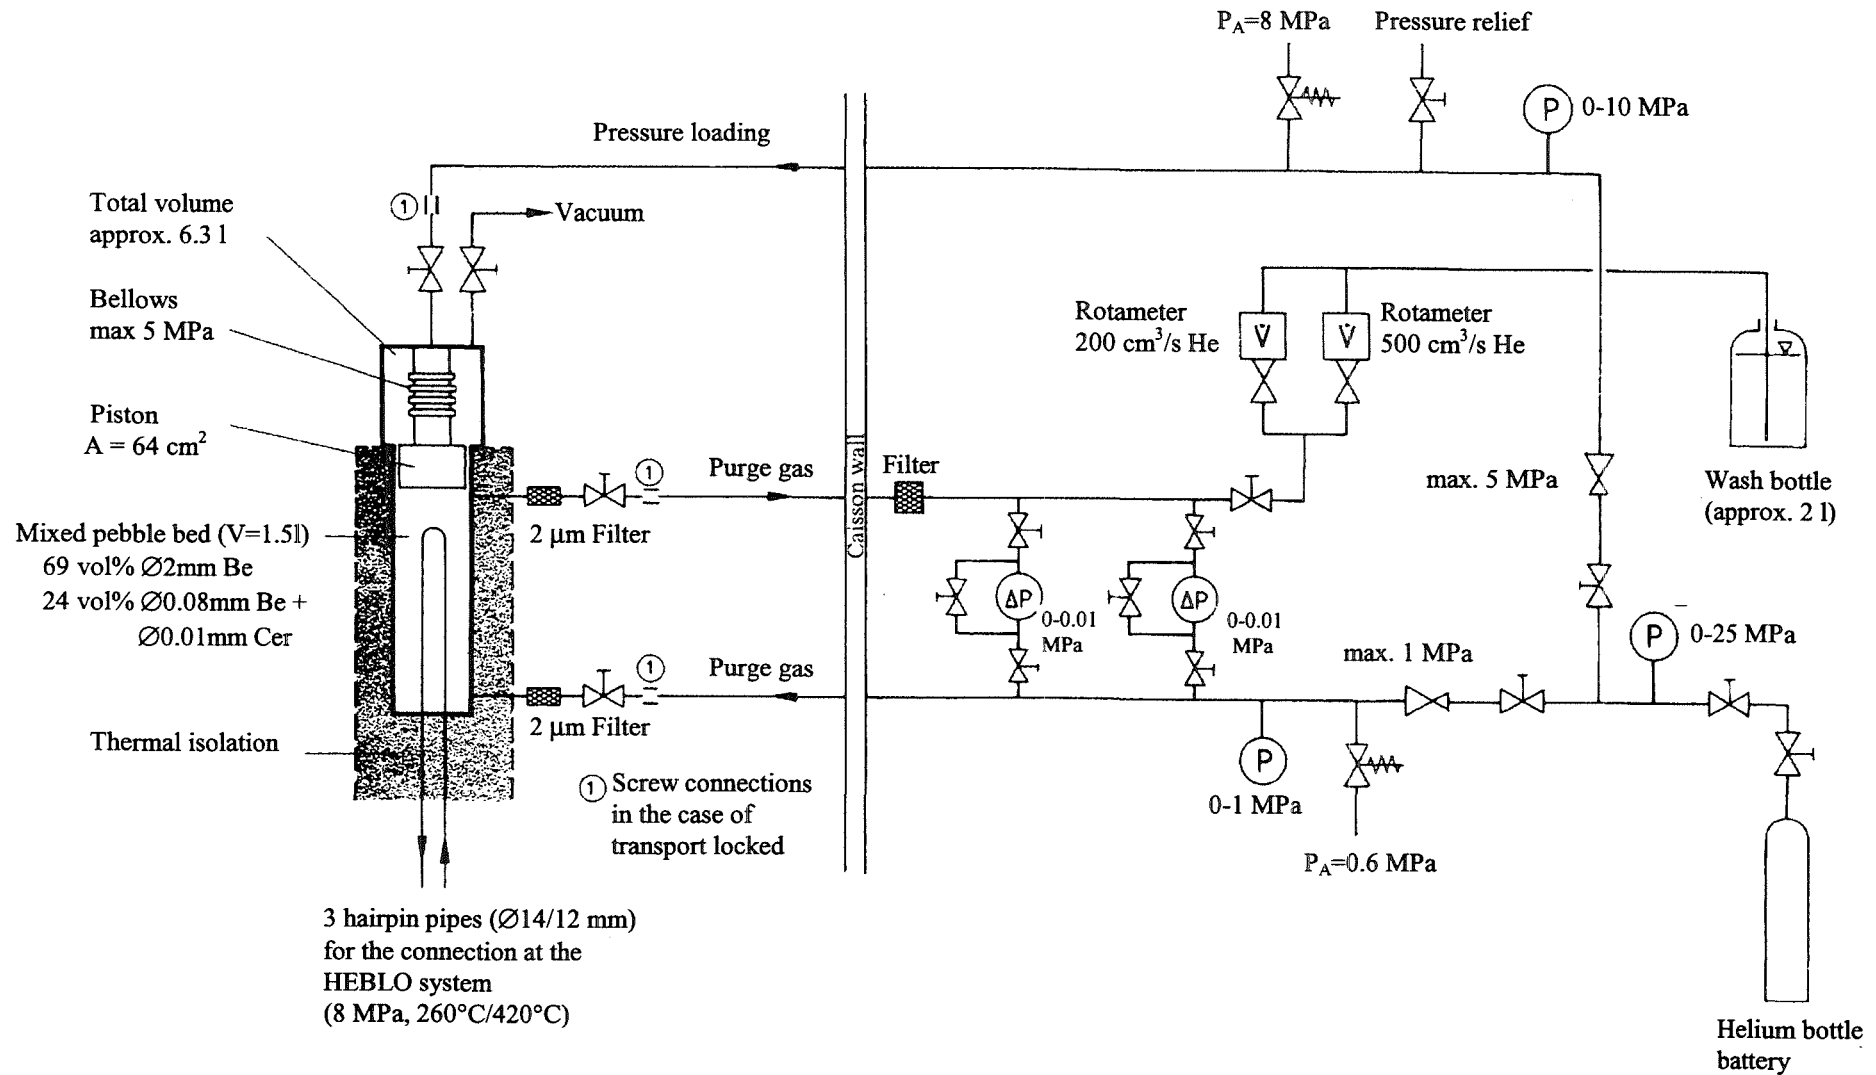 P_A=8 MPa
Pressure relief
P
0-10 MPa
Pressure loading
1
Vacuum
Total volume
approx. 6.3 l
Bellows
max 5 MPa
Piston
A = 64 cm²
Rotameter
200 cm³/s He
V̇
V̇
Rotameter
500 cm³/s He
Purge gas
1
2 μm Filter
Caisson wall
Filter
max. 5 MPa
Wash bottle
(approx. 2 l)
Mixed pebble bed (V=1.5l)
69 vol% Ø2mm Be
24 vol% Ø0.08mm Be +
Ø0.01mm Cer
ΔP
0-0.01
MPa
ΔP
0-0.01
MPa
P
0-25 MPa
1
Purge gas
max. 1 MPa
2 μm Filter
Thermal isolation
1 Screw connections
in the case of
transport locked
P
0-1 MPa
P_A=0.6 MPa
3 hairpin pipes (Ø14/12 mm)
for the connection at the
HEBLO system
(8 MPa, 260°C/420°C)
Helium bottle
battery